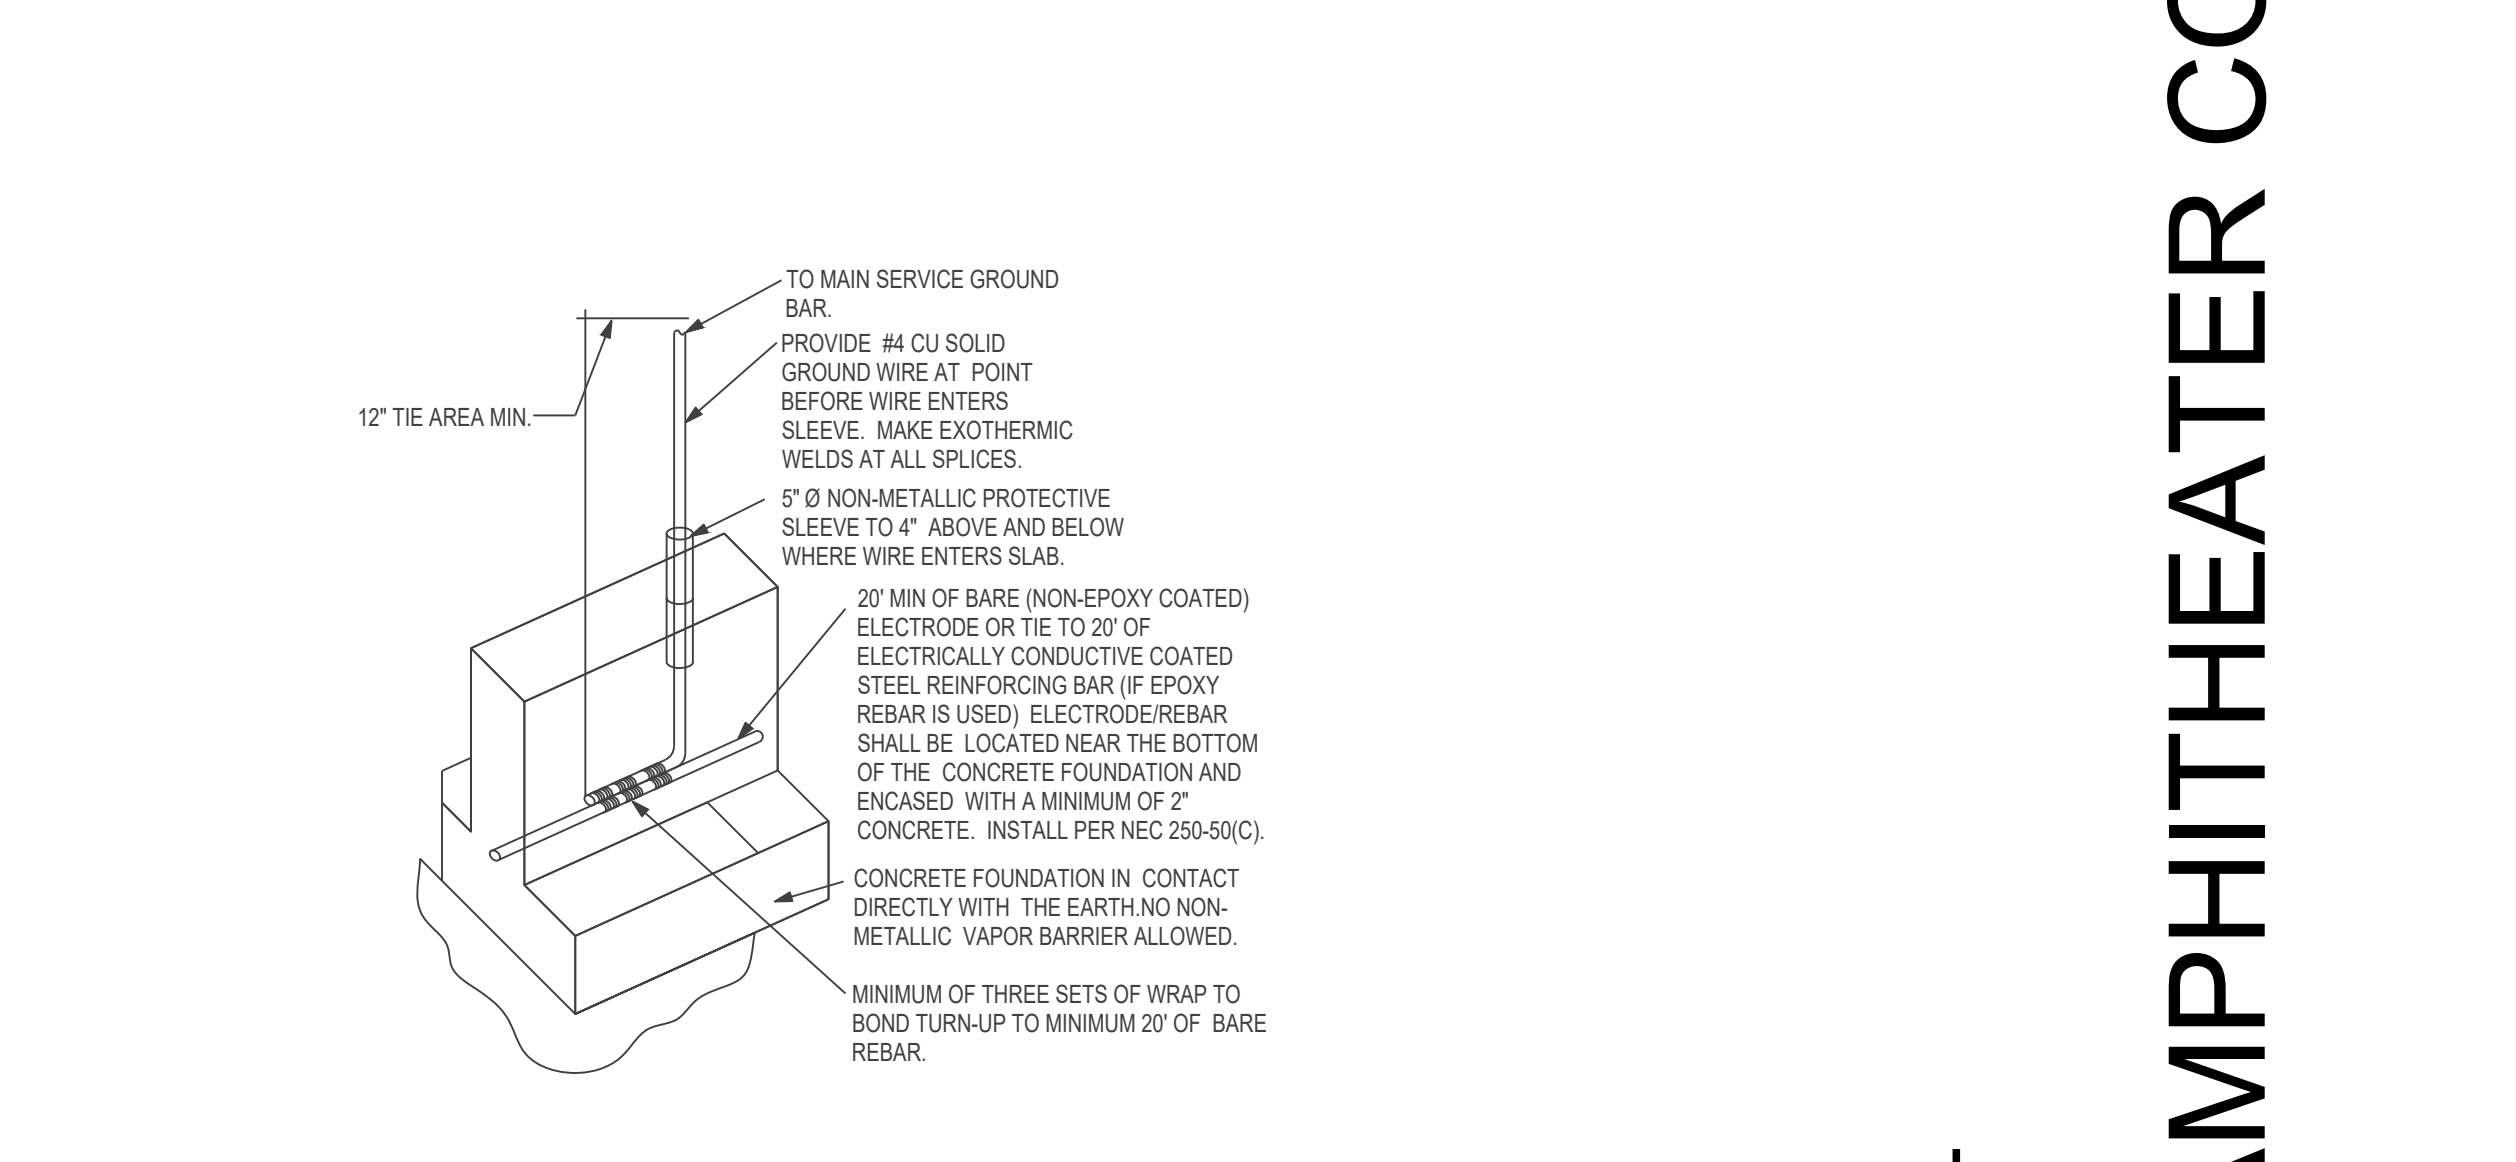 TO MAIN SERVICE GROUND
BAR.
PROVIDE #4 CU SOLID
GROUND WIRE AT POINT
BEFORE WIRE ENTERS
SLEEVE. MAKE EXOTHERMIC
WELDS AT ALL SPLICES.
12" TIE AREA MIN.
5" Ø NON-METALLIC PROTECTIVE
SLEEVE TO 4" ABOVE AND BELOW
WHERE WIRE ENTERS SLAB.
20' MIN OF BARE (NON-EPOXY COATED)
ELECTRODE OR TIE TO 20' OF
ELECTRICALLY CONDUCTIVE COATED
STEEL REINFORCING BAR (IF EPOXY
REBAR IS USED) ELECTRODE/REBAR
SHALL BE LOCATED NEAR THE BOTTOM
OF THE CONCRETE FOUNDATION AND
ENCASED WITH A MINIMUM OF 2"
CONCRETE. INSTALL PER NEC 250-50(C).
CONCRETE FOUNDATION IN CONTACT
DIRECTLY WITH THE EARTH.NO NON-
METALLIC VAPOR BARRIER ALLOWED.
MINIMUM OF THREE SETS OF WRAP TO
BOND TURN-UP TO MINIMUM 20' OF BARE
REBAR.
AMPHITHEATER CO